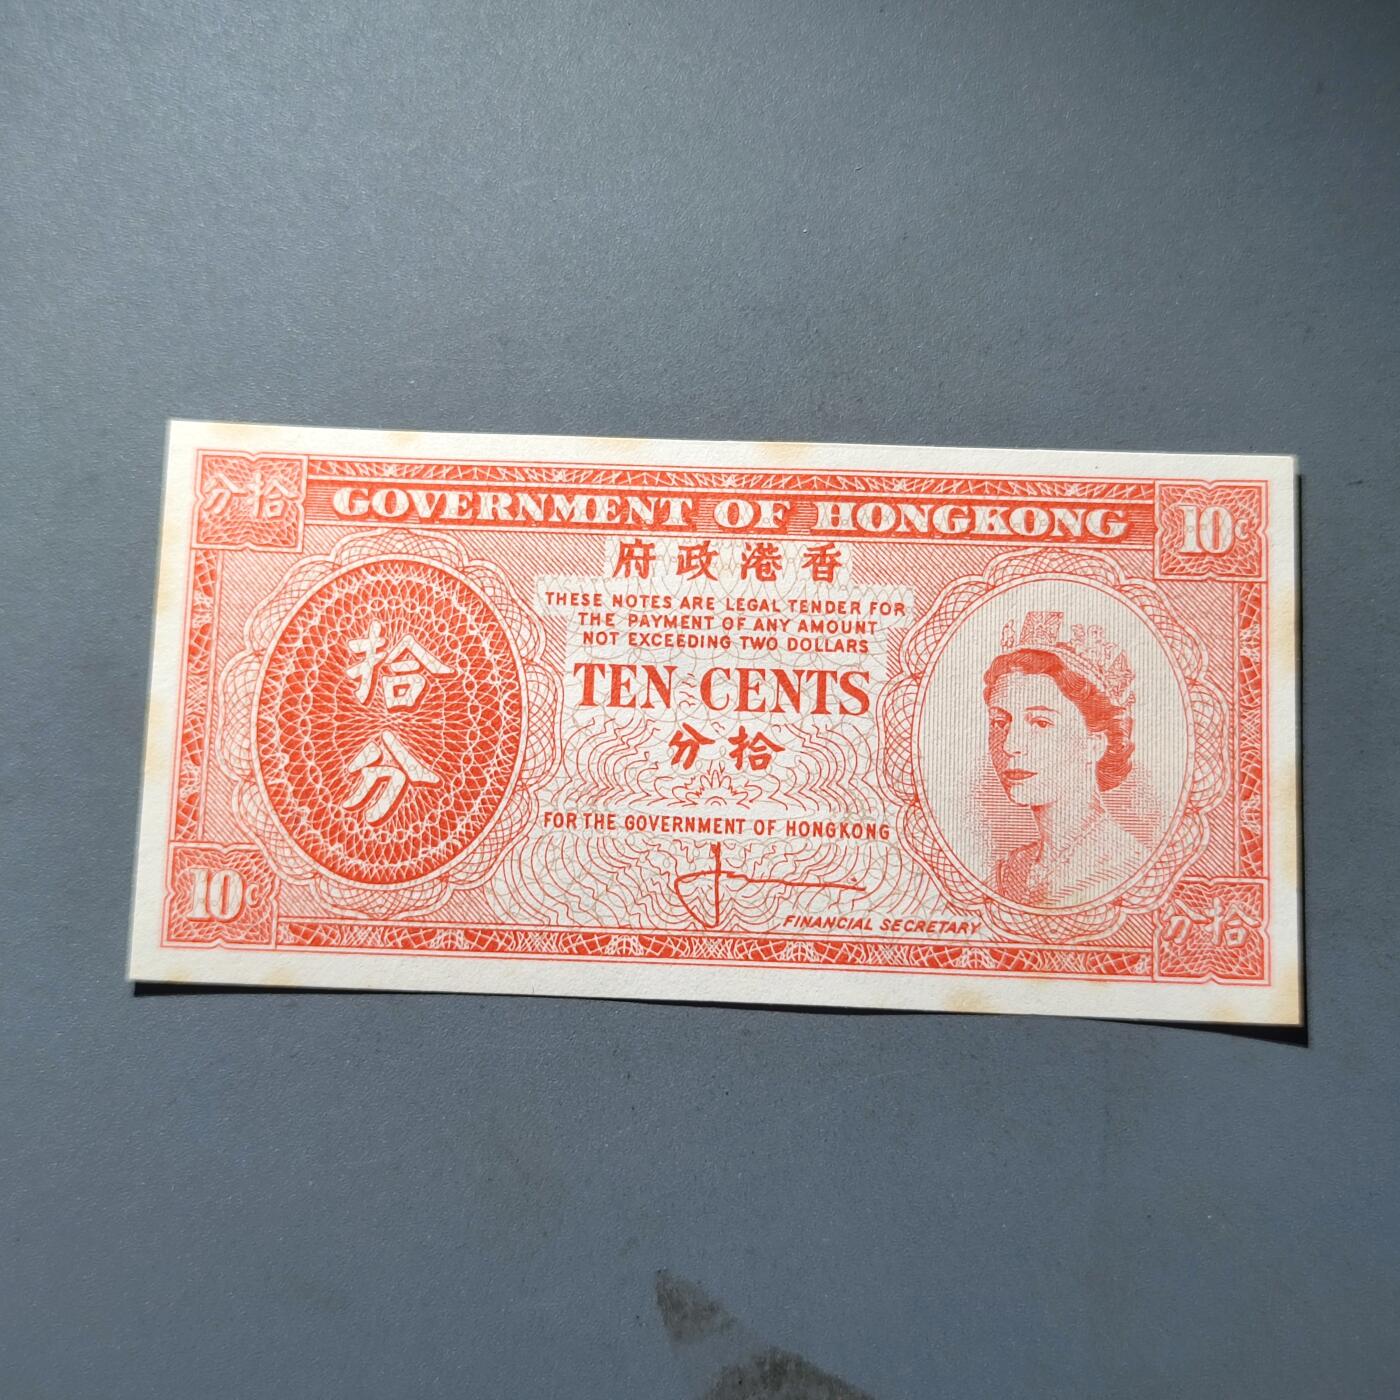 分拾
GOVERNMENT OF HONGKONG
10¢
府政港香
THESE NOTES ARE LEGAL TENDER FOR
THE PAYMENT OF ANY AMOUNT
NOT EXCEEDING TWO DOLLARS
拾
分
TEN CENTS
分拾
FOR THE GOVERNMENT OF HONGKONG
10¢
FINANCIAL SECRETARY
分拾